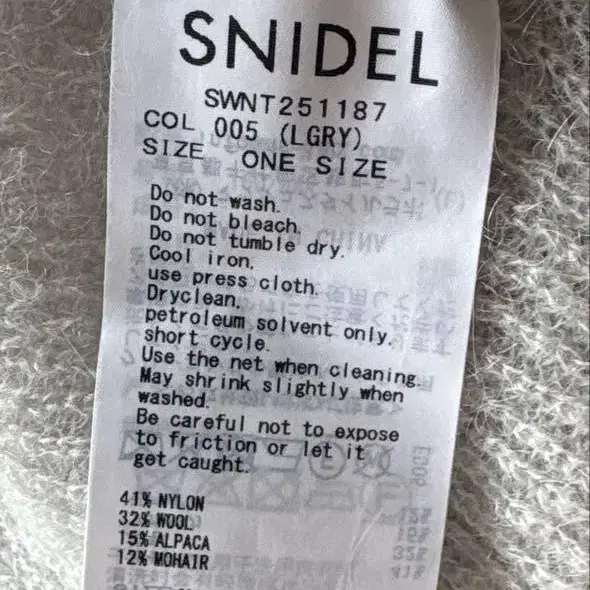 SNIDEL
SWNT251187
COL 005 (LGRY)
SIZE ONE SIZE
Do not wash.
Do not bleach.
Do not tumble dry.
Cool iron,
use press cloth.
Dryclean,
petroleum solvent only.
short cycle.
Use the net when cleaning.
May shrink slightly when
washed.
Be careful not to expose
to friction or let it
get caught.
41% NYLON
32% WOOL
15% ALPACA
12% MOHAIR